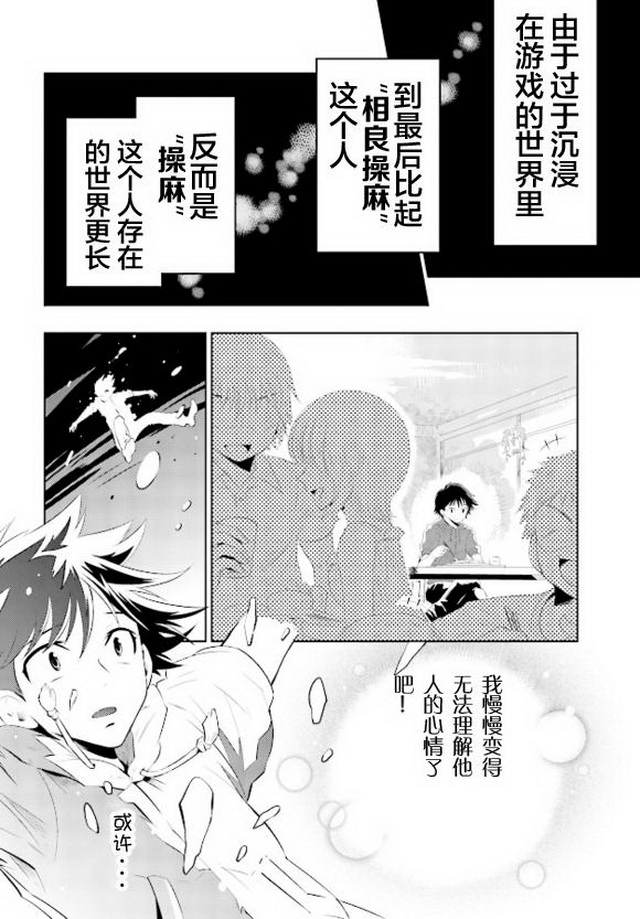 由于过于沉浸
在游戏的世界里
到最后比起
“相良操麻”
这个人
反而是
“操麻”
这个人存在
的世界更长
我慢慢变得
无法理解他
人的心情了
吧！
或许···